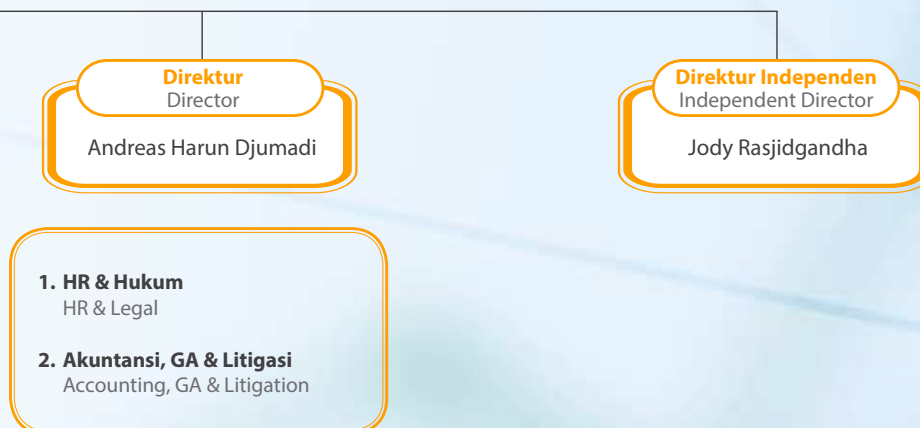 Direktur
Director
Andreas Harun Djumadi
Direktur Independen
Independent Director
Jody Rasjidgandha
1. HR & Hukum
HR & Legal
2. Akuntansi, GA & Litigasi
Accounting, GA & Litigation